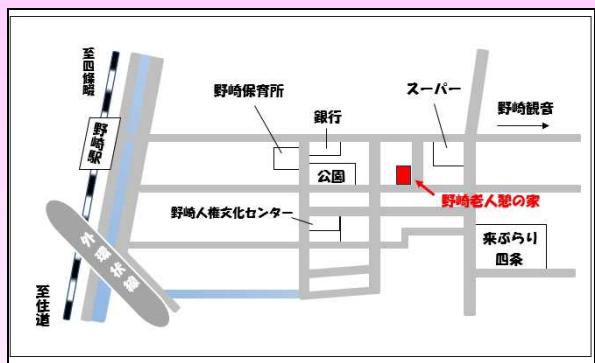 至四條畷
野崎保育所
銀行
スーパー
野崎観音
野崎駅
公園
野崎老人憩の家
野崎人権文化センター
外環状線
来ぶらり
四条
至住道